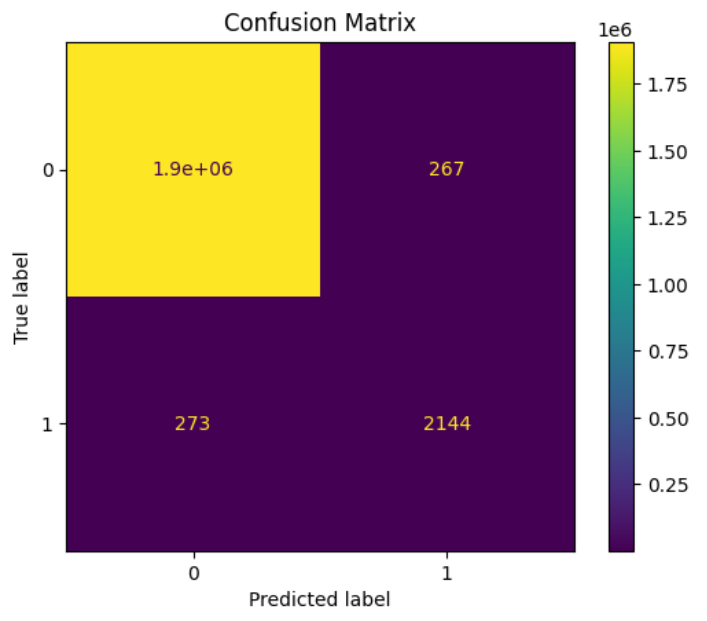 Confusion Matrix
1e6
1.75
0
1.9e+06
267
1.50
1.25
True label
1.00
0.75
1
273
2144
0.50
0.25
0
1
Predicted label